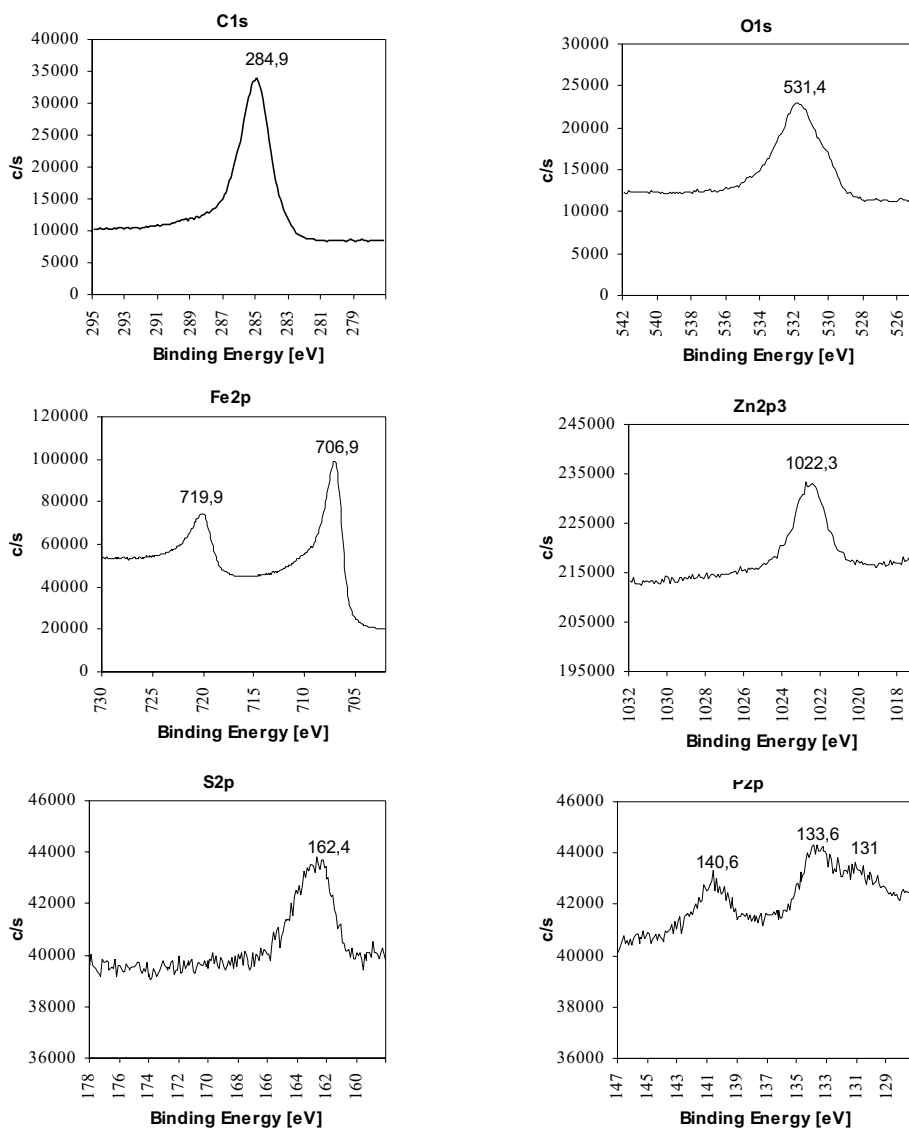 C1s
284,9
40000
35000
30000
25000
20000
15000
10000
5000
0
c/s
295 293 291 289 287 285 283 281 279
Binding Energy [eV]
O1s
531,4
30000
25000
20000
15000
10000
5000
0
c/s
542 540 538 536 534 532 530 528 526
Binding Energy [eV]
Fe2p
706,9
719,9
120000
100000
80000
60000
40000
20000
0
c/s
730 725 720 715 710 705
Binding Energy [eV]
Zn2p3
1022,3
245000
235000
225000
215000
205000
195000
c/s
1032 1030 1028 1026 1024 1022 1020 1018
Binding Energy [eV]
S2p
162,4
46000
44000
42000
40000
38000
36000
c/s
178 176 174 172 170 168 166 164 162 160
Binding Energy [eV]
P2p
140,6 133,6 131
46000
44000
42000
40000
38000
36000
c/s
147 145 143 141 139 137 135 133 131 129
Binding Energy [eV]